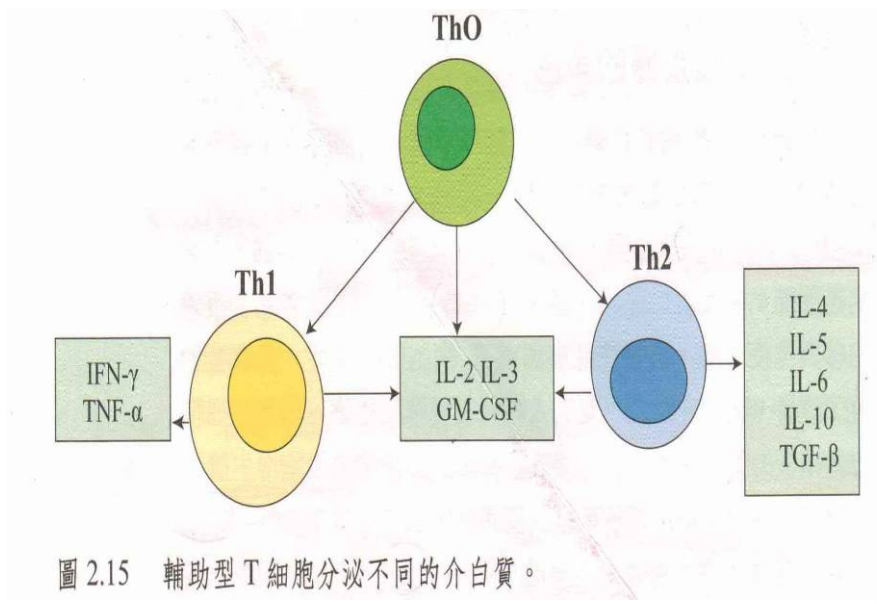 ThO
Th1
Th2
IFN-γ
TNF-α
IL-2 IL-3
GM-CSF
IL-4
IL-5
IL-6
IL-10
TGF-β
圖 2.15 輔助型 T 細胞分泌不同的介白質。